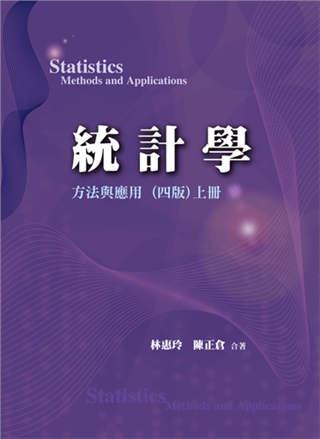 Statistics
Methods and Applications
統計學
方法與應用 (四版)上冊
林惠玲 陳正倉 合著
Statistics
Methods and Applications